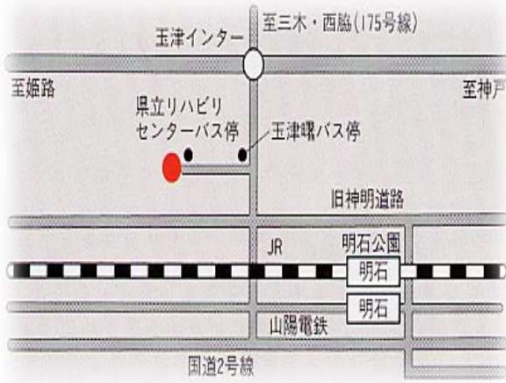 至三木・西脇(175号線)
玉津インター
至姫路
至神戸
県立リハビリ
センターバス停
玉津曙バス停
旧神明道路
JR
明石公園
明石
明石
山陽電鉄
国道2号線